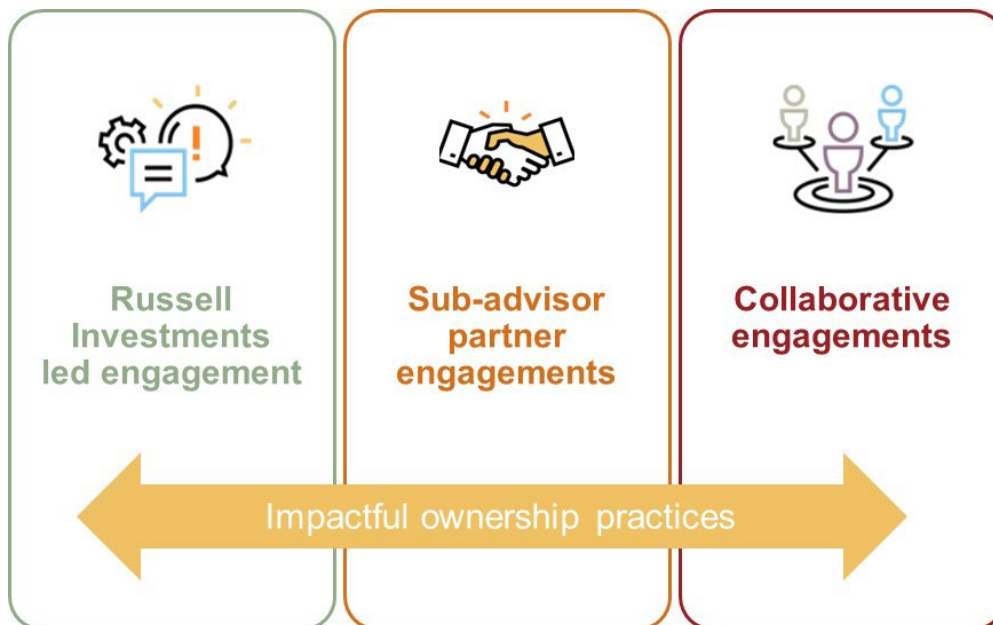 Russell
Investments
led engagement
Sub-advisor
partner
engagements
Collaborative
engagements
Impactful ownership practices